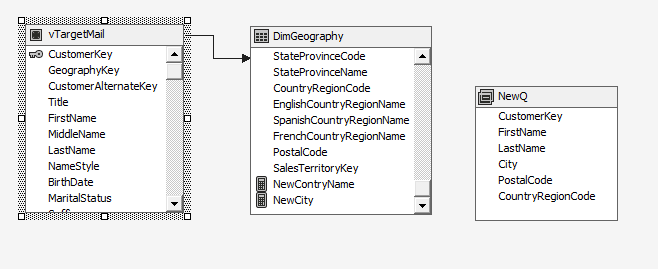 vTargetMail
CustomerKey
GeographyKey
CustomerAlternateKey
Title
FirstName
MiddleName
LastName
NameStyle
BirthDate
MaritalStatus
DimGeography
StateProvinceCode
StateProvinceName
CountryRegionCode
EnglishCountryRegionName
SpanishCountryRegionName
FrenchCountryRegionName
PostalCode
SalesTerritoryKey
NewContryName
NewCity
NewQ
CustomerKey
FirstName
LastName
City
PostalCode
CountryRegionCode